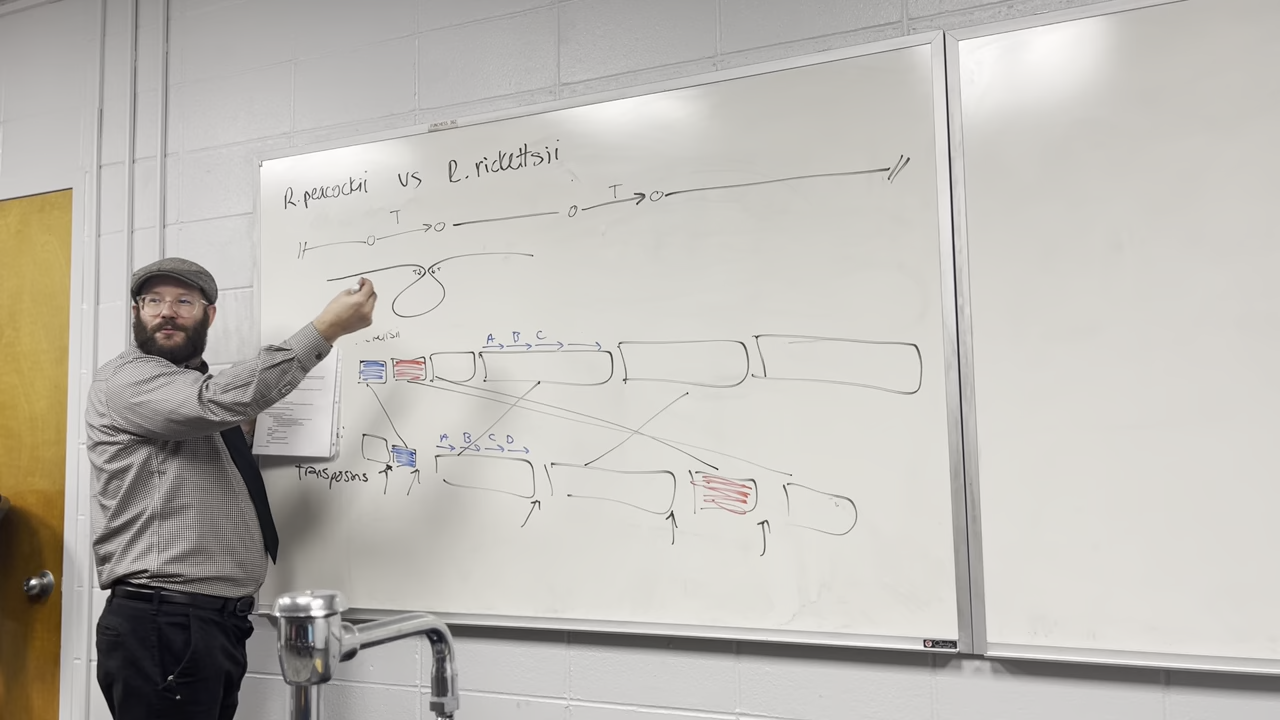 R.peacockii vs R.rickettsii
T
T
A B C
A B C D
transposons